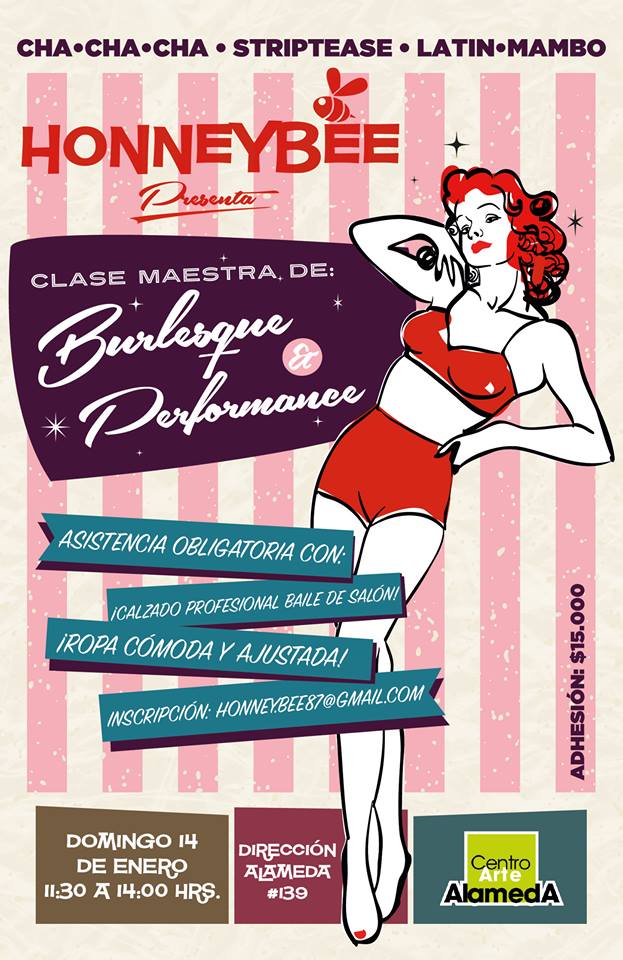 CHA•CHA•CHA • STRIPTEASE • LATIN•MAMBO
HONNEYBEE
Presenta
CLASE MAESTRA DE:
Burlesque
&
Performance
ASISTENCIA OBLIGATORIA CON:
¡CALZADO PROFESIONAL BAILE DE SALÓN!
¡ROPA CÓMODA Y AJUSTADA!
INSCRIPCIÓN: HONNEY.BEE87@GMAIL.COM
ADHESIÓN: $15.000
DOMINGO 14
DE ENERO
11:30 A 14:00 HRS.
DIRECCIÓN
ALAMEDA
#139
Centro
Arte
AlamedA